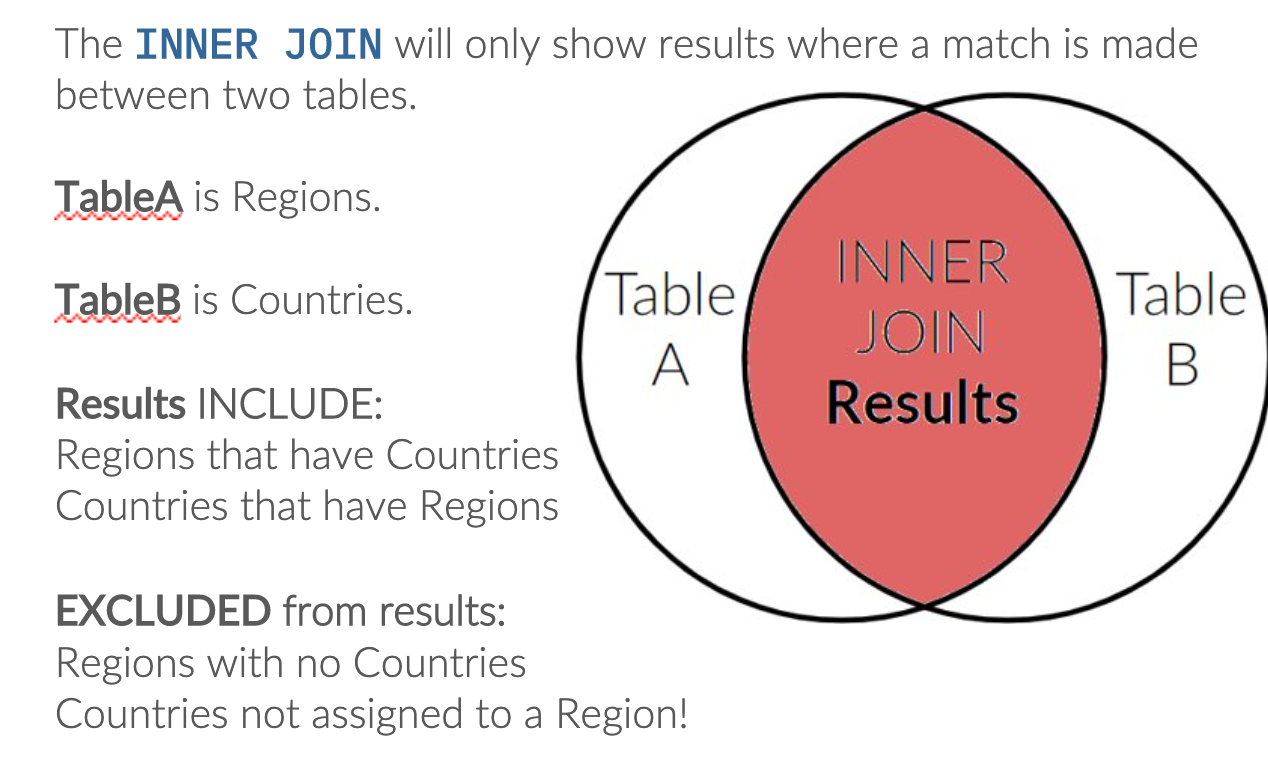 The INNER JOIN will only show results where a match is made
between two tables.
TableA is Regions.
TableB is Countries.
Results INCLUDE:
Regions that have Countries
Countries that have Regions
EXCLUDED from results:
Regions with no Countries
Countries not assigned to a Region!
Table
A
INNER
JOIN
Results
Table
B